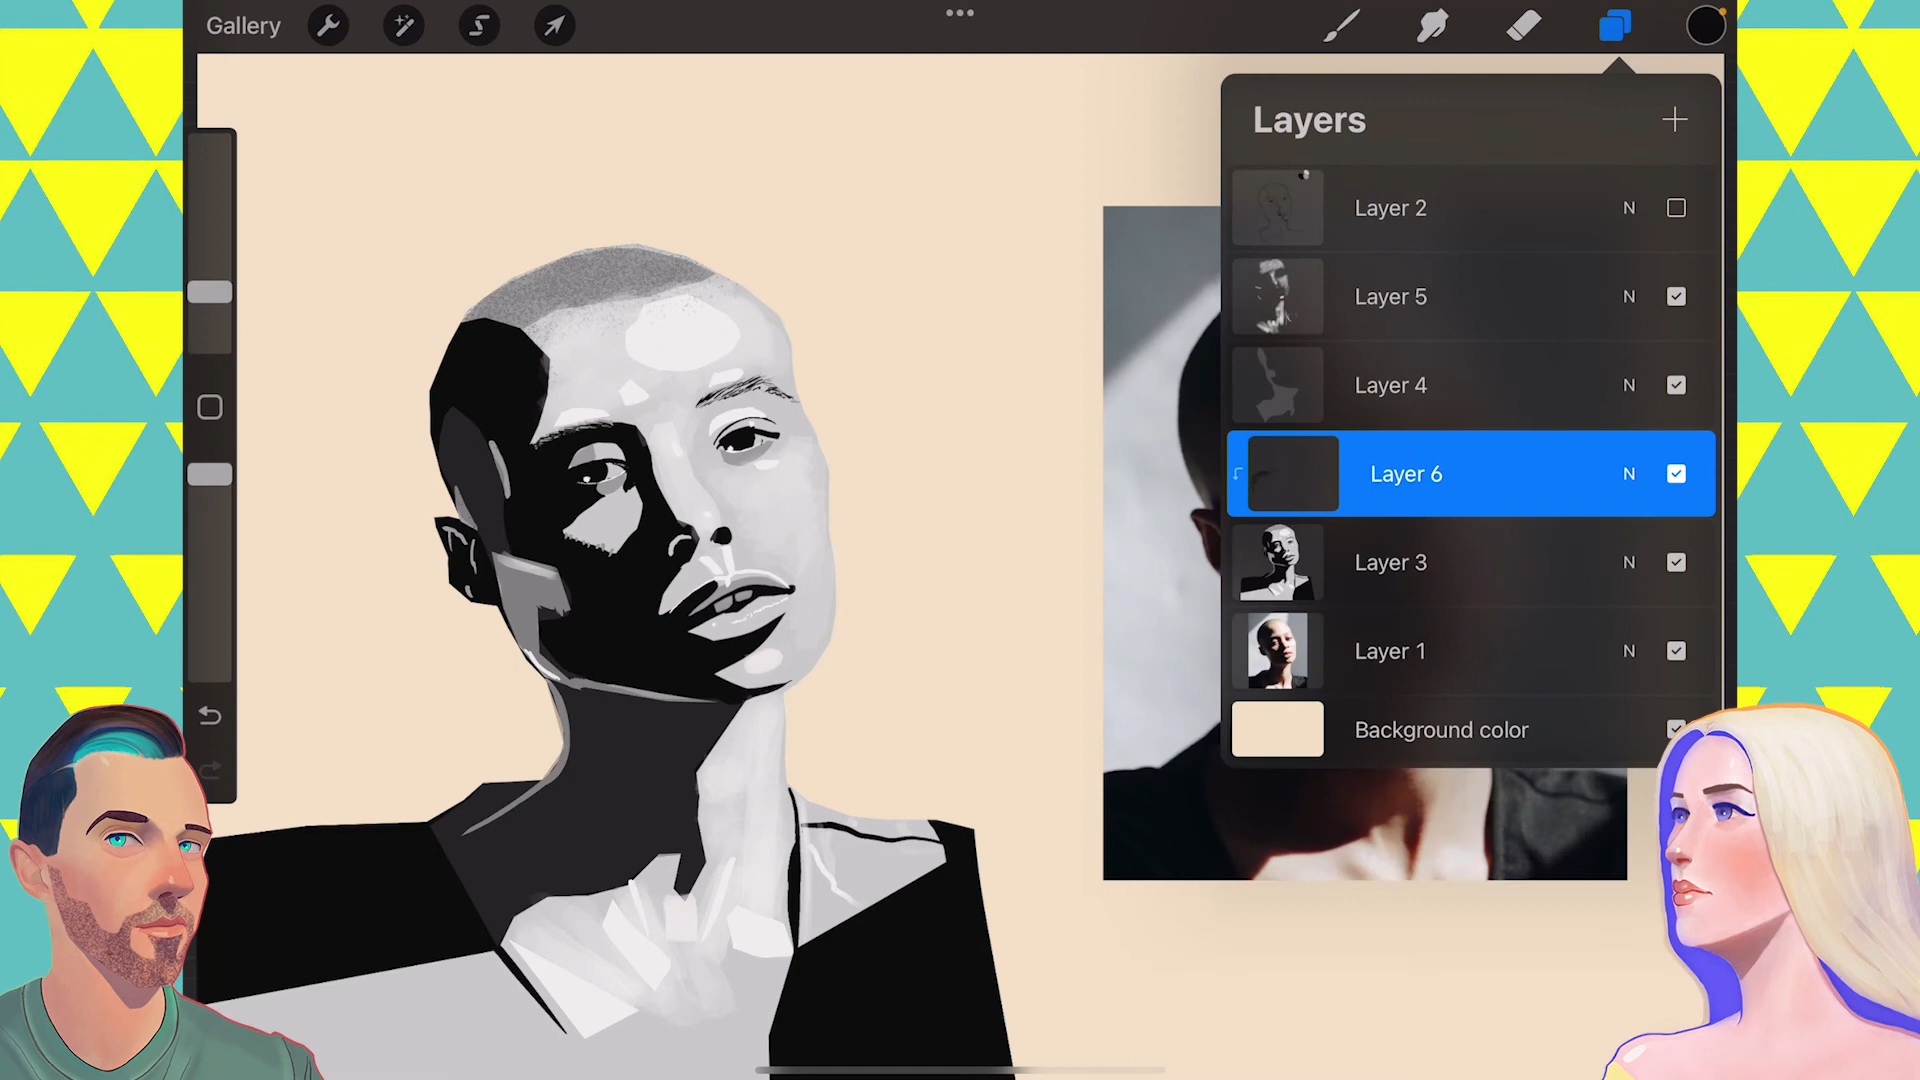 Gallery
Layers
Layer 2 N
Layer 5 N
Layer 4 N
Layer 6 N
Layer 3 N
Layer 1 N
Background color